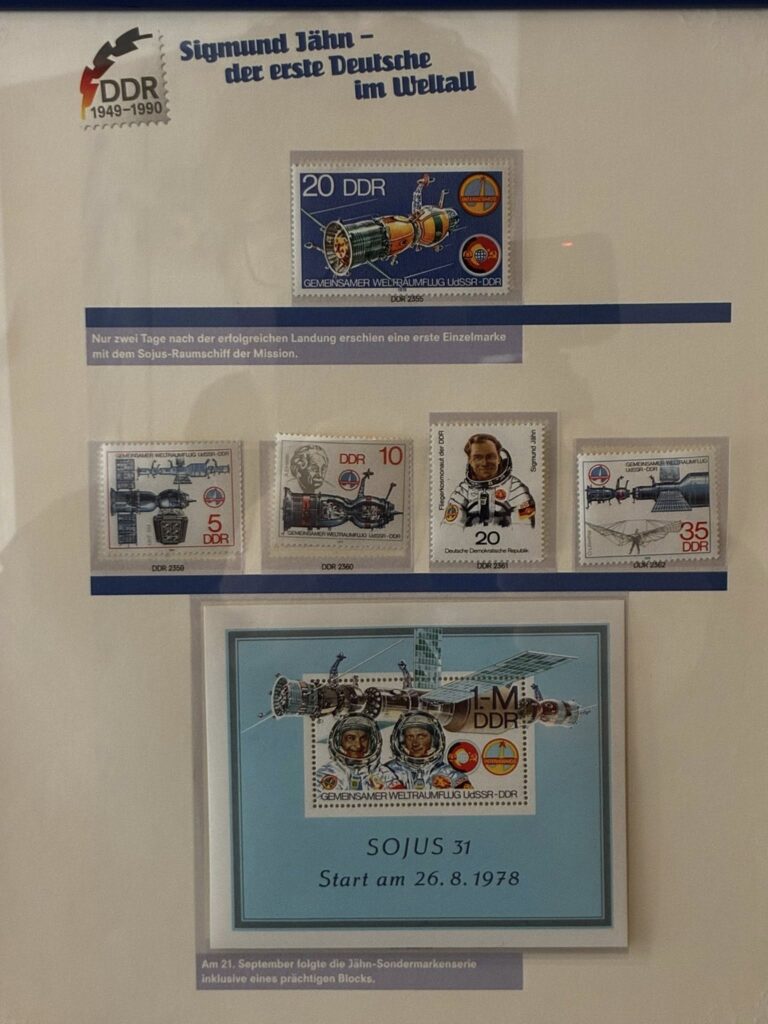 DDR
1949–1990
Sigmund Jähn –
der erste Deutsche
im Weltall
20 DDR
INTERKOSMOS
GEMEINSAMER WELTRAUMFLUG UdSSR-DDR
DDR 2355
Nur zwei Tage nach der erfolgreichen Landung erschien eine erste Einzelmarke
mit dem Sojus-Raumschiff der Mission.
GEMEINSAMER WELTRAUMFLUG UdSSR-DDR
5
DDR
DDR 2359
DDR 10
GEMEINSAMER WELTRAUMFLUG UdSSR-DDR
DDR 2360
Fliegerkosmonaut der DDR
Sigmund Jähn
20
Deutsche Demokratische Republik
DDR 2361
GEMEINSAMER WELTRAUMFLUG UdSSR-DDR
35
DDR
DDR 2362
1.-M
DDR
INTERKOSMOS
GEMEINSAMER WELTRAUMFLUG UdSSR-DDR
SOJUS 31
Start am 26.8.1978
Am 21. September folgte die Jähn-Sondermarkenserie
inklusive eines prächtigen Blocks.